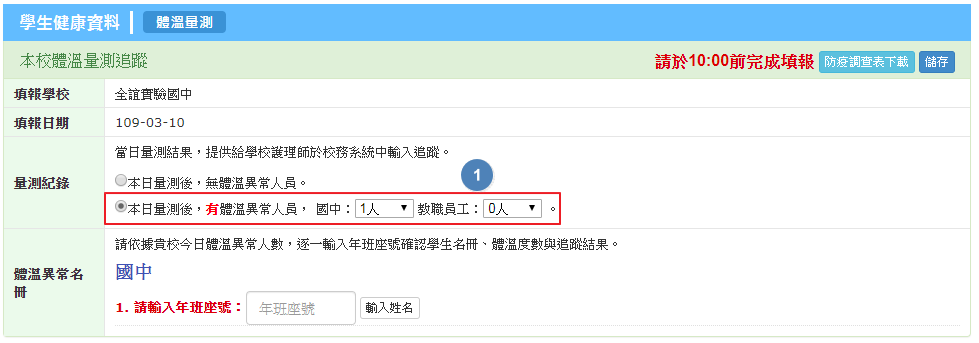 學生健康資料 體溫量測
本校體溫量測追蹤 請於10:00前完成填報 防疫調查表下載 儲存
填報學校 全誼實驗國中
填報日期 109-03-10
當日量測結果，提供給學校護理師於校務系統中輸入追蹤。
量測紀錄 本日量測後，無體溫異常人員。
1
本日量測後，有體溫異常人員， 國中：1人 教職員工：0人 。
請依據貴校今日體溫異常人數，逐一輸入年班座號確認學生名冊、體溫度數與追蹤結果。
體溫異常名冊
國中
1. 請輸入年班座號： 年班座號 輸入姓名